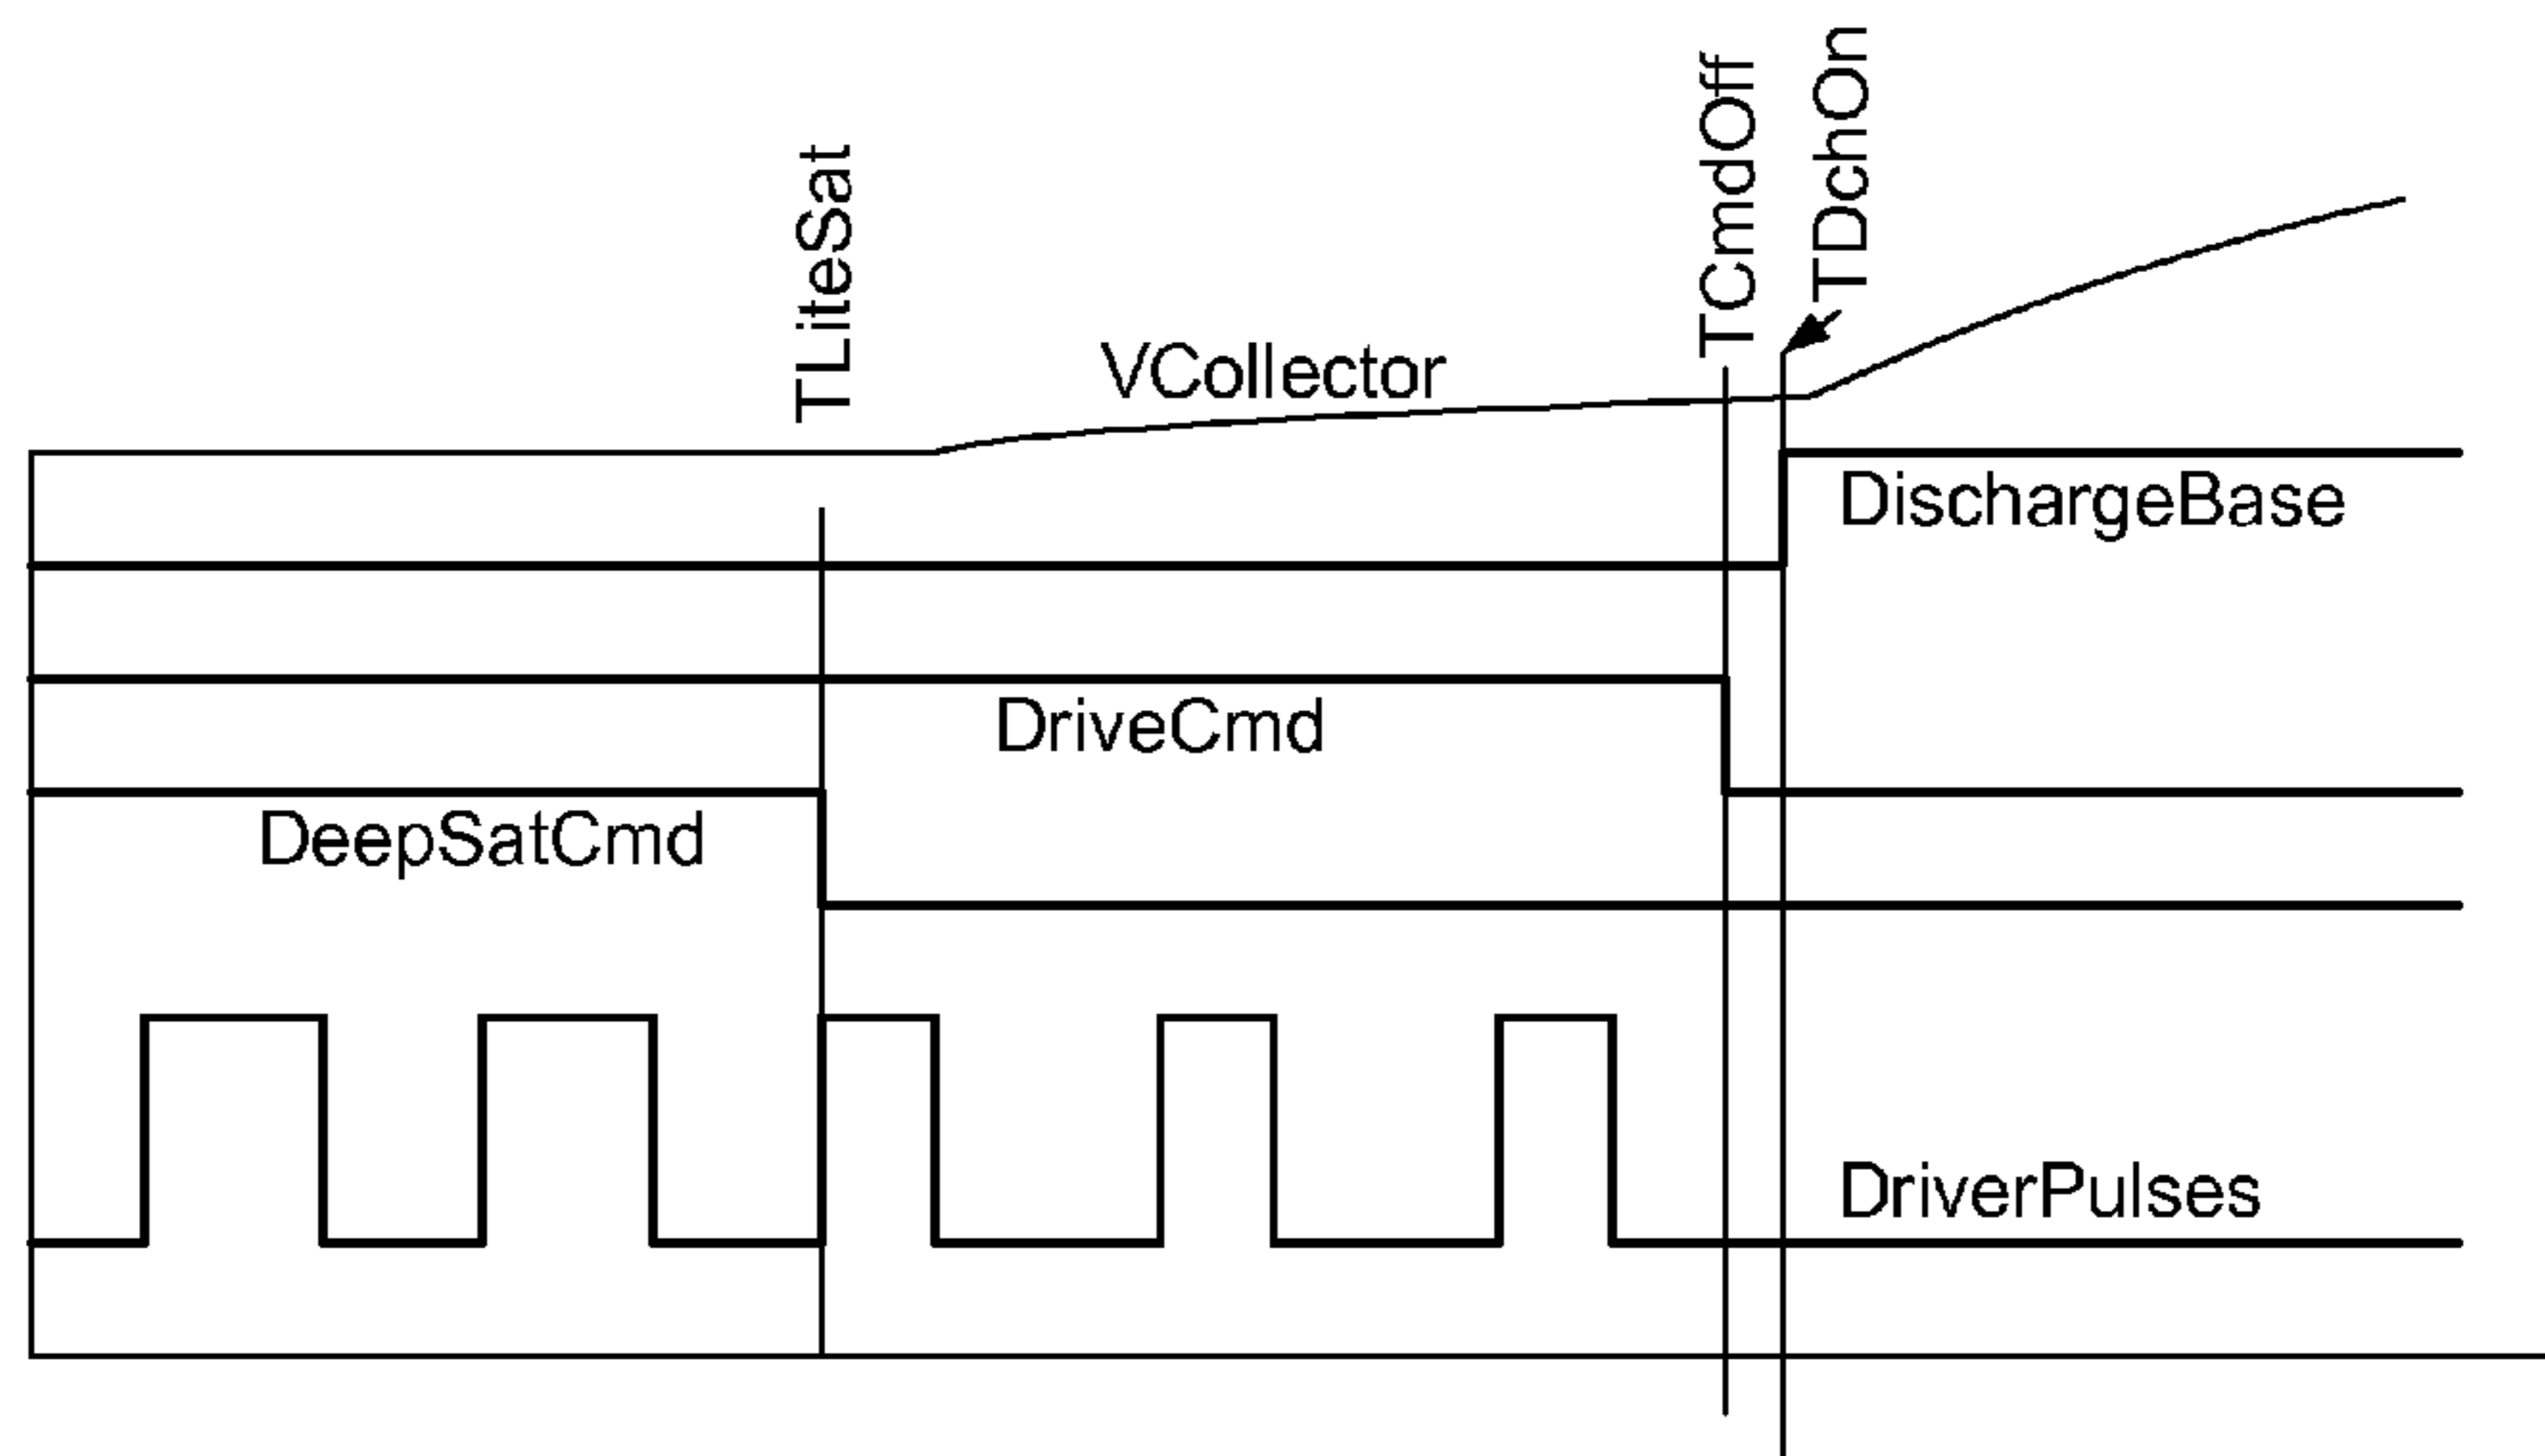 TLiteSat
TCmdOff
TDchOn
VCollector
DischargeBase
DriveCmd
DeepSatCmd
DriverPulses